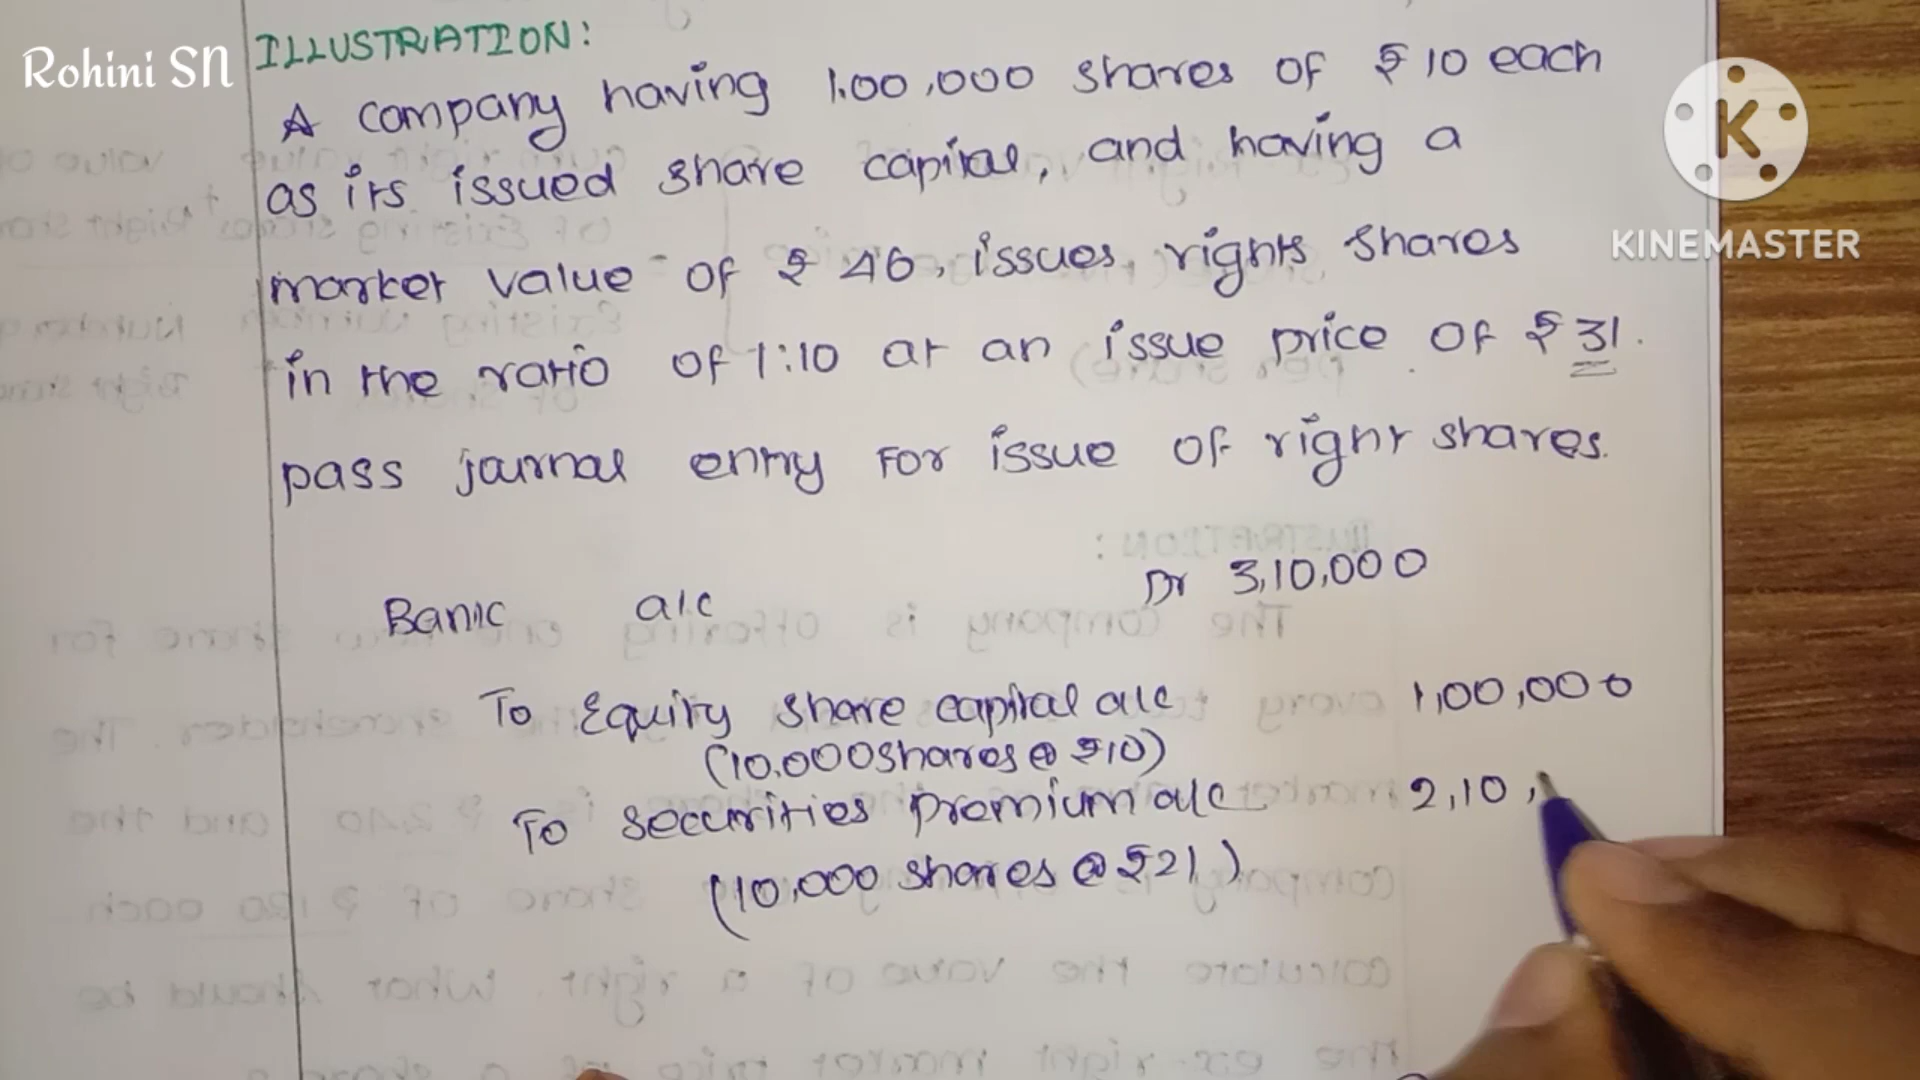 Rohini SN
ILLUSTRATION:
A company having 1,00,000 shares of ₹10 each
as its issued share capital, and having a
market value of ₹46, issues rights shares
in the ratio of 1:10 at an issue price of ₹31.
pass journal entry For issue of right shares.
Bank a/c Dr 3,10,000
To Equity share capital a/c 1,00,000
(10,000 shares @ ₹10)
To securities premium a/c 2,10,
(10,000 shares @ ₹21)
K
KINEMASTER